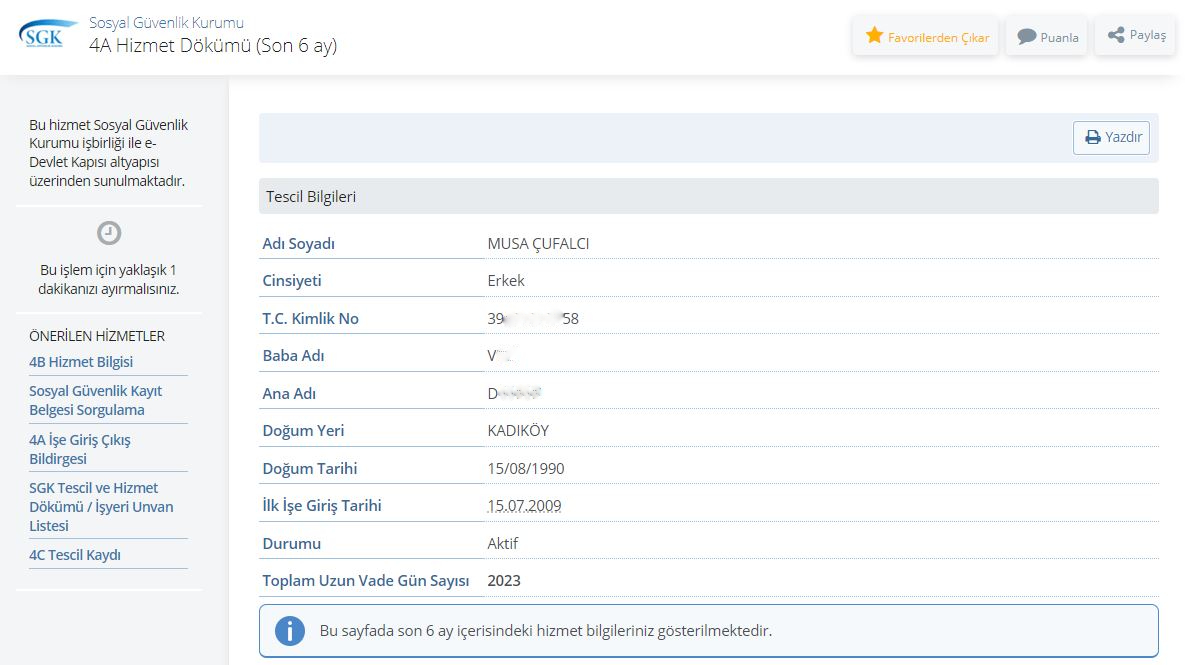 SGK
Sosyal Güvenlik Kurumu
4A Hizmet Dökümü (Son 6 ay)
Favorilerden Çıkar
Puanla
Paylaş
Bu hizmet Sosyal Güvenlik
Kurumu işbirliği ile e-
Devlet Kapısı altyapısı
üzerinden sunulmaktadır.
Bu işlem için yaklaşık 1
dakikanızı ayırmalısınız.
ÖNERİLEN HİZMETLER
4B Hizmet Bilgisi
Sosyal Güvenlik Kayıt
Belgesi Sorgulama
4A İşe Giriş Çıkış
Bildirgesi
SGK Tescil ve Hizmet
Dökümü / İşyeri Unvan
Listesi
4C Tescil Kaydı
Yazdır
Tescil Bilgileri
Adı Soyadı MUSA ÇUFALCI
Cinsiyeti Erkek
T.C. Kimlik No 39 58
Baba Adı V
Ana Adı D
Doğum Yeri KADIKÖY
Doğum Tarihi 15/08/1990
İlk İşe Giriş Tarihi 15.07.2009
Durumu Aktif
Toplam Uzun Vade Gün Sayısı 2023
Bu sayfada son 6 ay içerisindeki hizmet bilgileriniz gösterilmektedir.